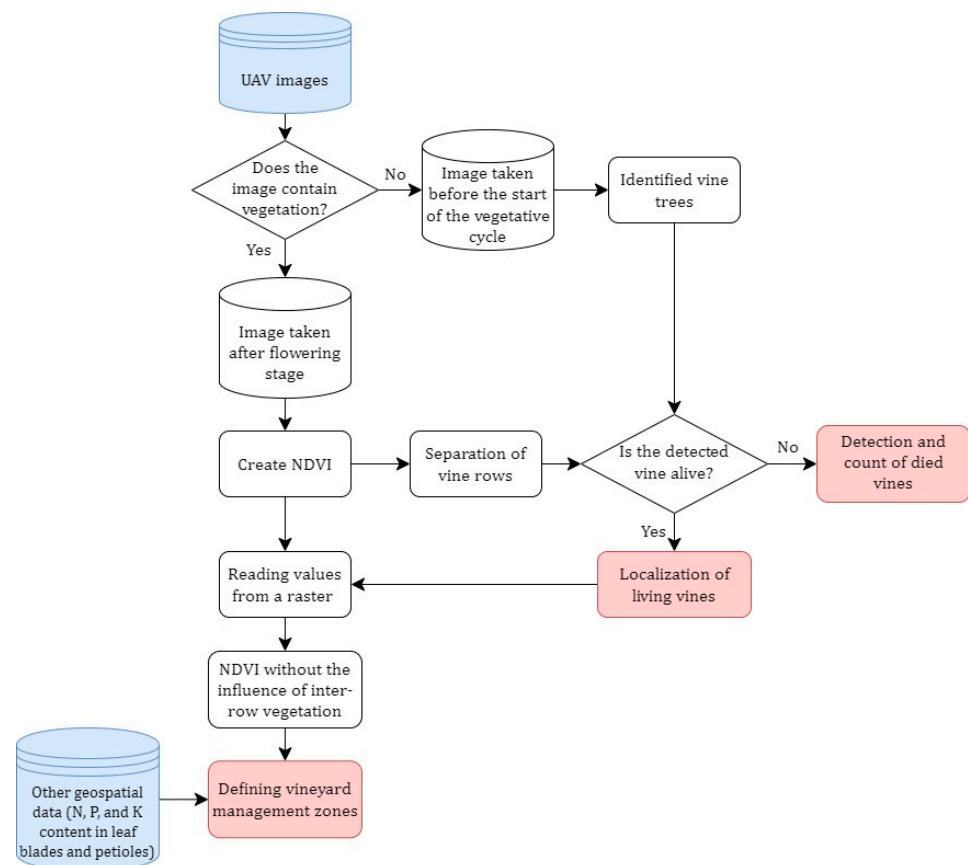 UAV images
Does the
image contain
vegetation?
No
Image taken
before the start
of the vegetative
cycle
Identified vine
trees
Yes
Image taken
after flowering
stage
Create NDVI
Separation of
vine rows
Is the detected
vine alive?
No
Detection and
count of died
vines
Yes
Reading values
from a raster
Localization of
living vines
NDVI without the
influence of inter-
row vegetation
Other geospatial
data (N, P, and K
content in leaf
blades and petioles)
Defining vineyard
management zones